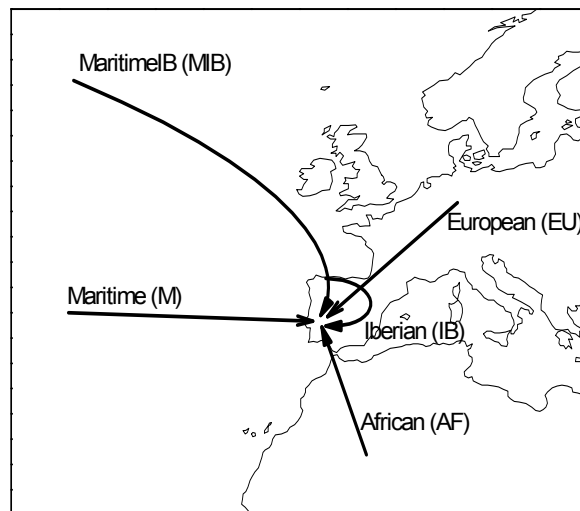 MaritimeIB (MIB)
European (EU)
Maritime (M)
Iberian (IB)
African (AF)